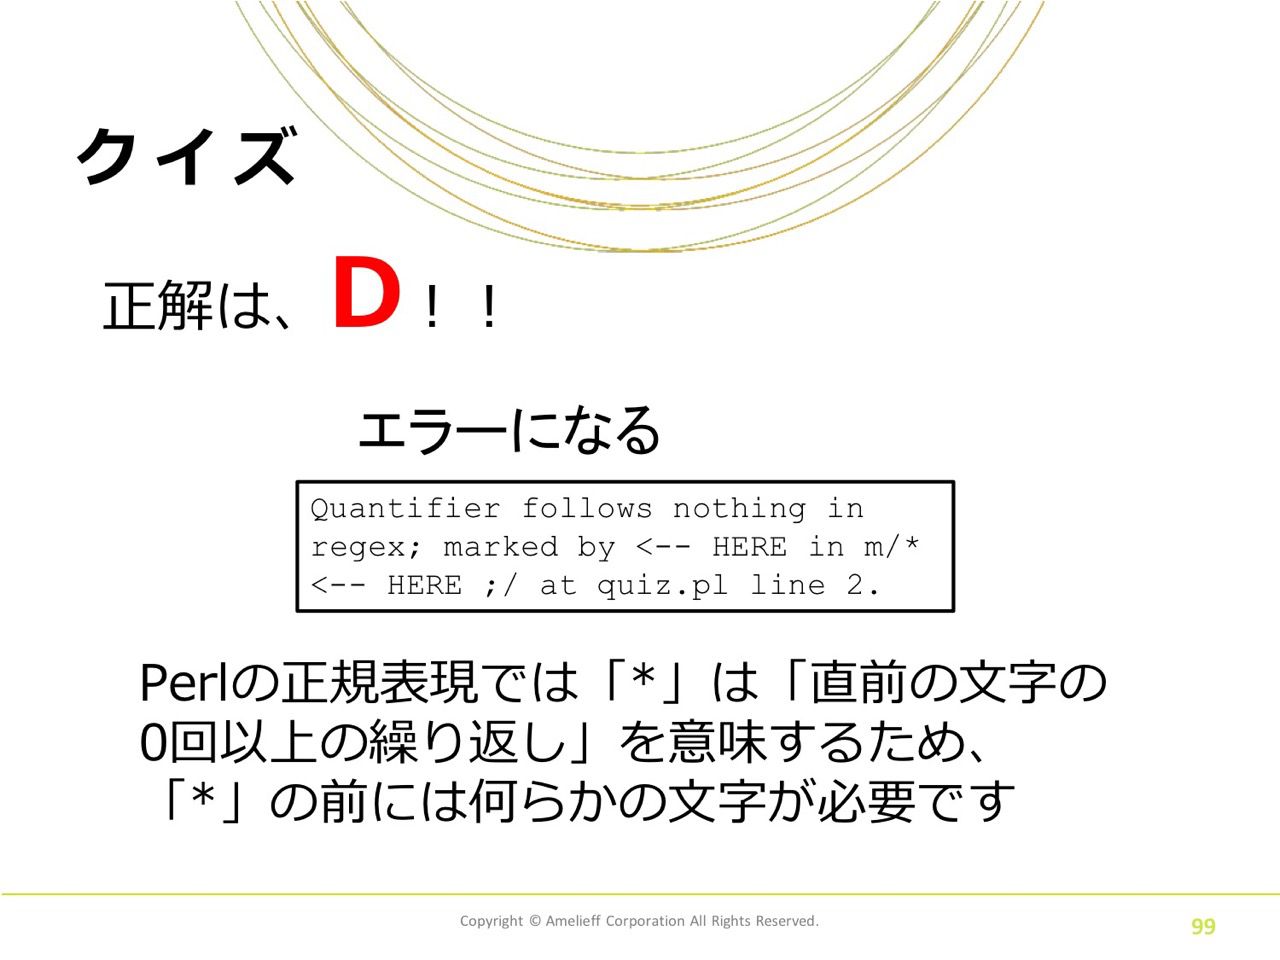 クイズ
正解は、D！！
エラーになる
Quantifier follows nothing in
regex; marked by <-- HERE in m/*
<-- HERE ;/ at quiz.pl line 2.
Perlの正規表現では「*」は「直前の文字の
0回以上の繰り返し」を意味するため、
「*」の前には何らかの文字が必要です
Copyright © Amelieff Corporation All Rights Reserved.
99